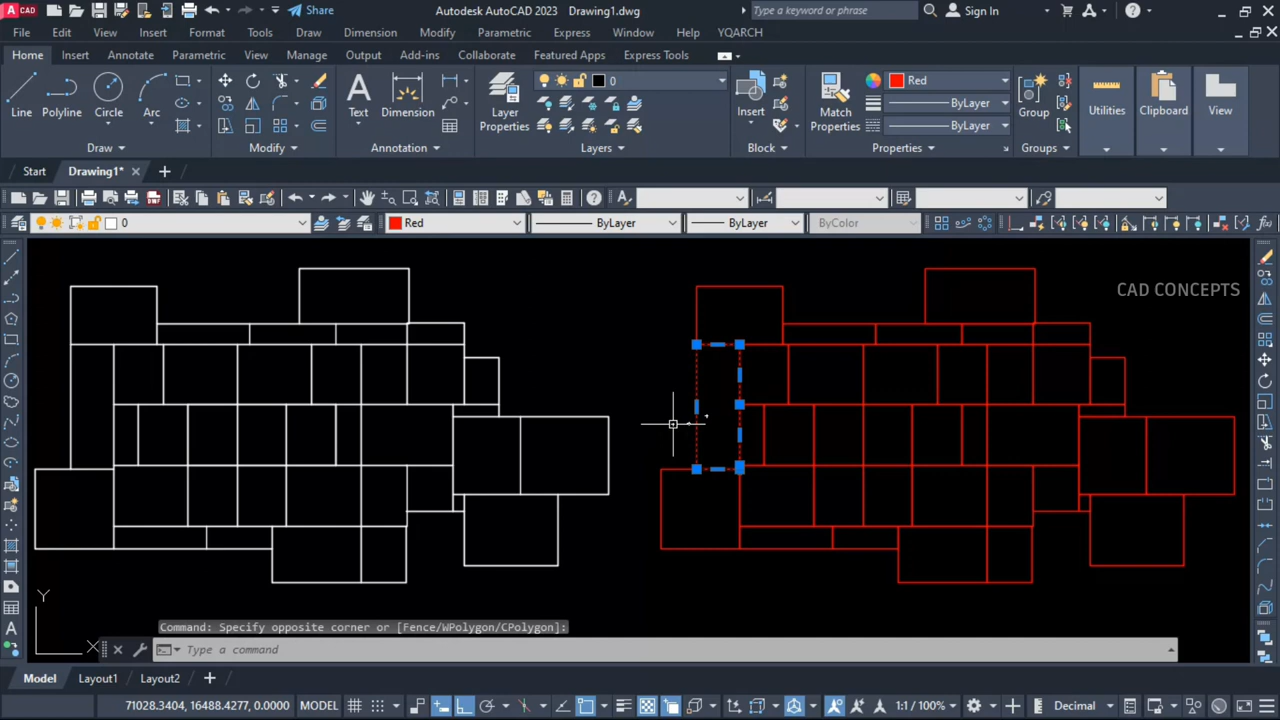 CAD
Share
Autodesk AutoCAD 2023 Drawing1.dwg
Type a keyword or phrase
Sign In
File Edit View Insert Format Tools Draw Dimension Modify Parametric Express Window Help YQARCH
Home Insert Annotate Parametric View Manage Output Add-ins Collaborate Featured Apps Express Tools
Line Polyline Circle Arc
Draw
Modify
Text Dimension
Annotation
Layer Properties
0
Layers
Insert
Block
Match Properties
Red
ByLayer
ByLayer
Properties
Group
Groups
Utilities
Clipboard
View
Start Drawing1* +
0
Red
ByLayer
ByLayer
ByColor
CAD CONCEPTS
Y
X
Command: Specify opposite corner or [Fence/WPolygon/CPolygon]:
Type a command
Model Layout1 Layout2 +
71028.3404, 16488.4277, 0.0000 MODEL
1:1 / 100%
Decimal